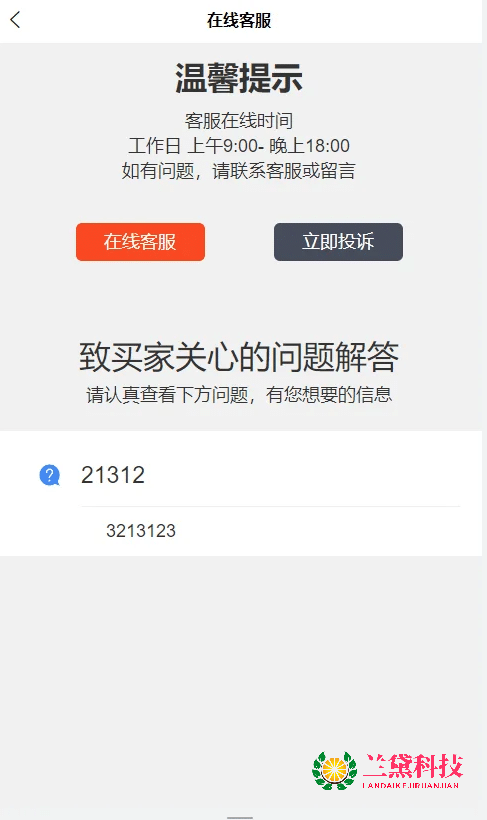 在线客服
温馨提示
客服在线时间
工作日 上午9:00- 晚上18:00
如有问题，请联系客服或留言
在线客服
立即投诉
致买家关心的问题解答
请认真查看下方问题，有您想要的信息
21312
3213123
兰黛科技
LANDAIKEJIRUANJIAN